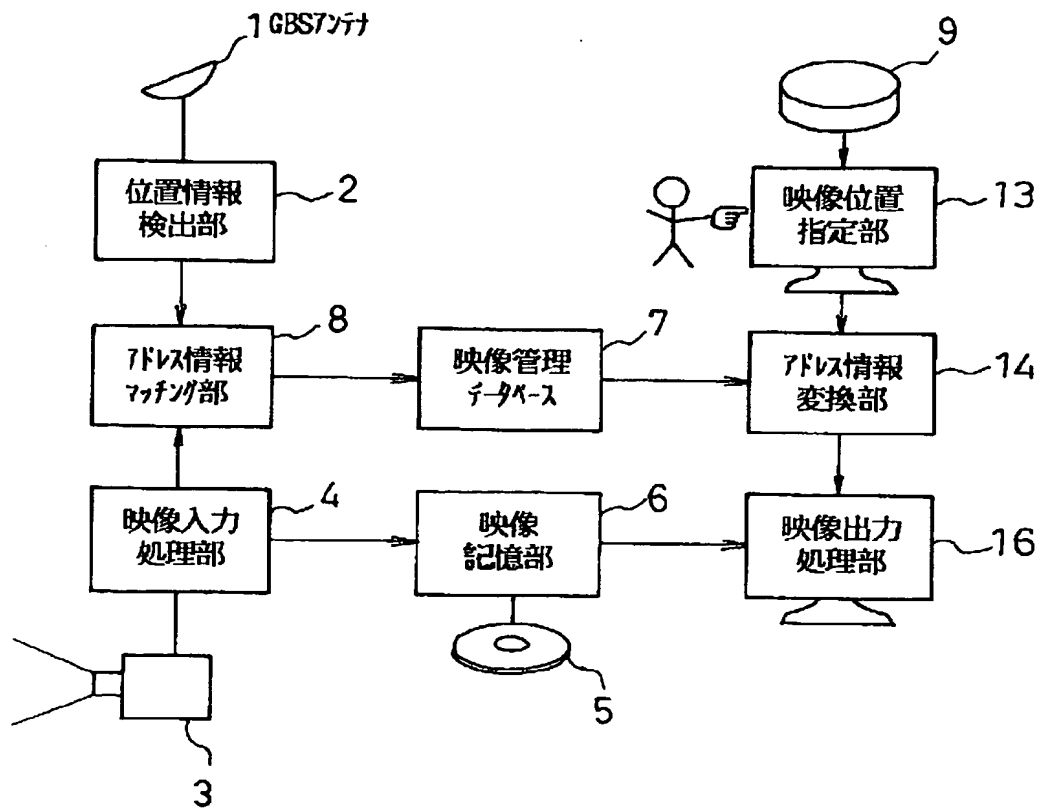 1 GBSアンテナ
9
位置情報
検出部
2
映像位置
指定部
13
8
アドレス情報
マッチング部
映像管理
データベース
7
アドレス情報
変換部
14
映像入力
処理部
4
映像
記憶部
6
映像出力
処理部
16
5
3